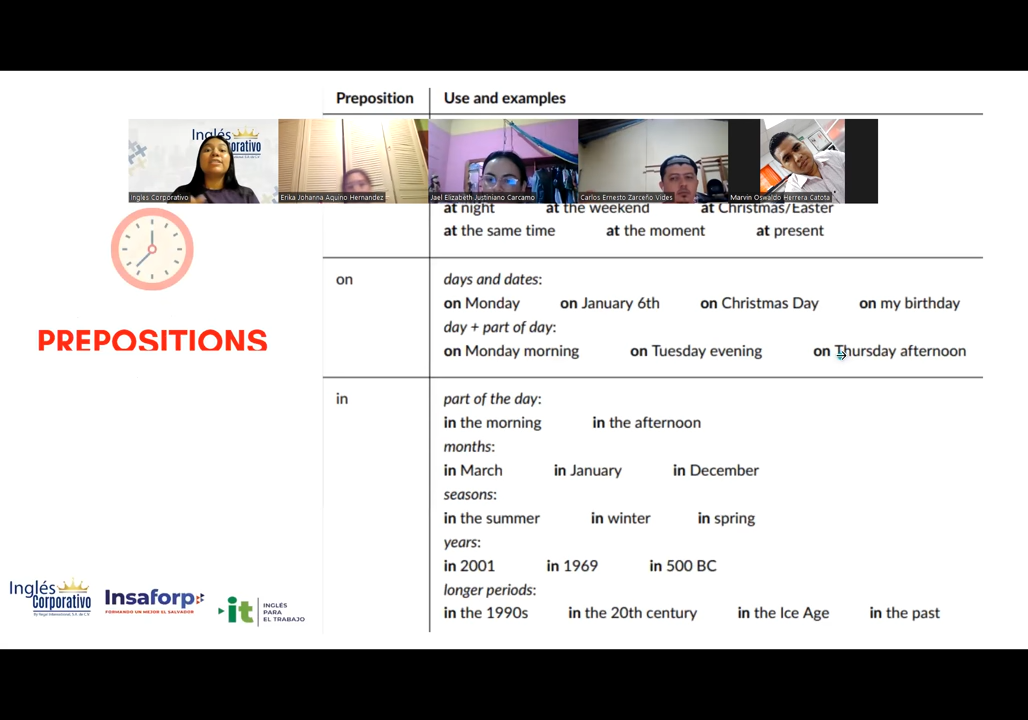 Preposition Use and examples
Inglés
Corporativo
Ingles Corporativo
Erika Johanna Aquino Hernandez
Jael Elizabeth Justiniano Carcamo
Carlos Ernesto Zarceño Vides
Marvin Oswaldo Herrera Catota
at night at the weekend at Christmas/Easter
at the same time at the moment at present
PREPOSITIONS
on
days and dates:
on Monday on January 6th on Christmas Day on my birthday
day + part of day:
on Monday morning on Tuesday evening on Thursday afternoon
in
part of the day:
in the morning in the afternoon
months:
in March in January in December
seasons:
in the summer in winter in spring
years:
in 2001 in 1969 in 500 BC
longer periods:
in the 1990s in the 20th century in the Ice Age in the past
Inglés
Corporativo
Insaforp
FORMANDO UN MEJOR EL SALVADOR
it
INGLÉS
PARA
EL TRABAJO